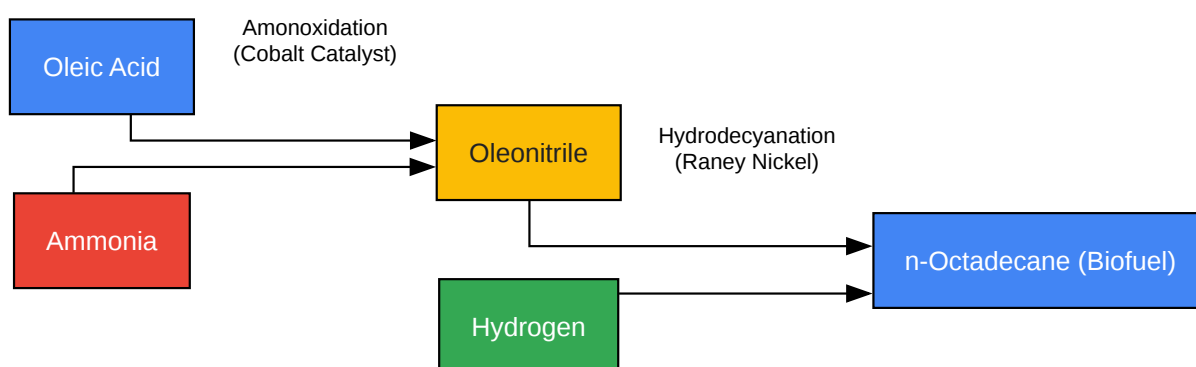 Amonoxidation
(Cobalt Catalyst)
Oleic Acid
Oleonitrile
Hydrodecyanation
(Raney Nickel)
Ammonia
n-Octadecane (Biofuel)
Hydrogen